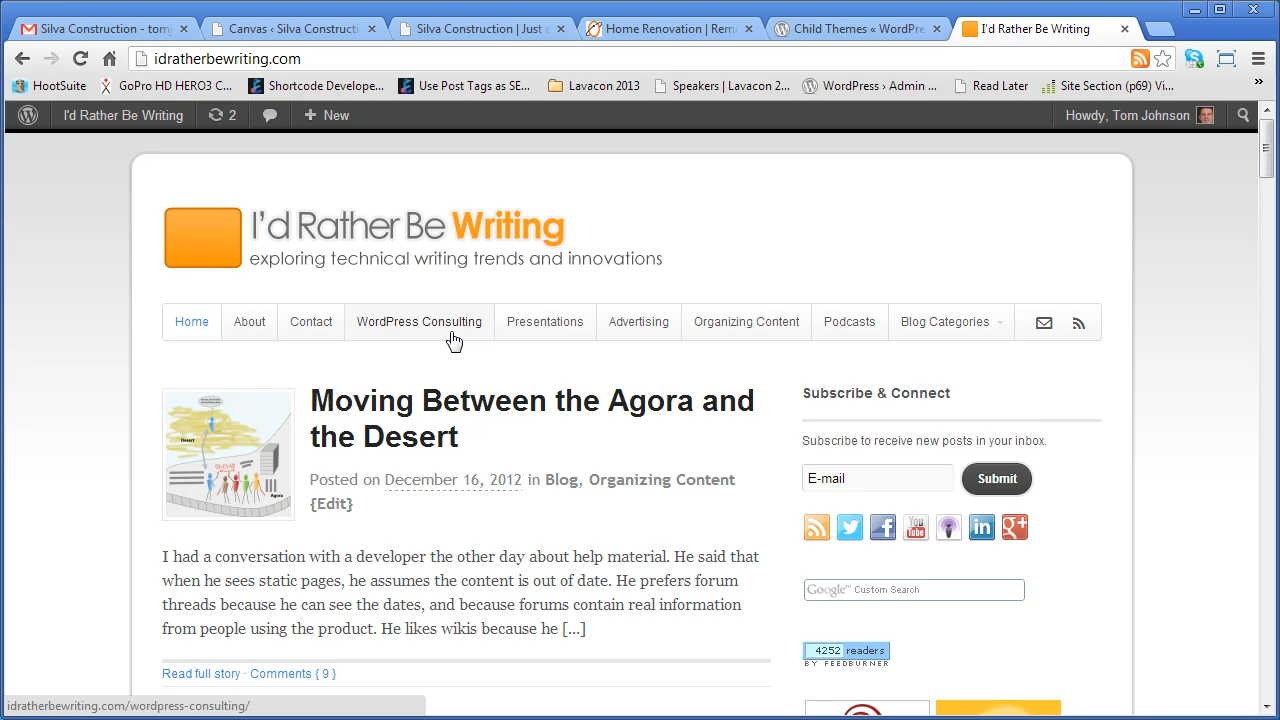 Silva Construction - tom
Canvas ‹ Silva Constructi
Silva Construction | Just a
Home Renovation | Rem
Child Themes « WordPre
I'd Rather Be Writing
idratherbewriting.com
HootSuite
GoPro HD HERO3 C...
Shortcode Develope...
Use Post Tags as SE...
Lavacon 2013
Speakers | Lavacon 2...
WordPress › Admin ...
Read Later
Site Section (p69) Vi...
»
I'd Rather Be Writing
2
+ New
Howdy, Tom Johnson
I'd Rather Be Writing
exploring technical writing trends and innovations
Home
About
Contact
WordPress Consulting
Presentations
Advertising
Organizing Content
Podcasts
Blog Categories
Moving Between the Agora and
the Desert
Posted on December 16, 2012 in Blog, Organizing Content
{Edit}
Desert
Agora
I had a conversation with a developer the other day about help material. He said that
when he sees static pages, he assumes the content is out of date. He prefers forum
threads because he can see the dates, and because forums contain real information
from people using the product. He likes wikis because he [...]
Read full story · Comments { 9 }
Subscribe & Connect
Subscribe to receive new posts in your inbox.
E-mail
Submit
You
Tube
in
Google™ Custom Search
4252 readers
BY FEEDBURNER
idratherbewriting.com/wordpress-consulting/